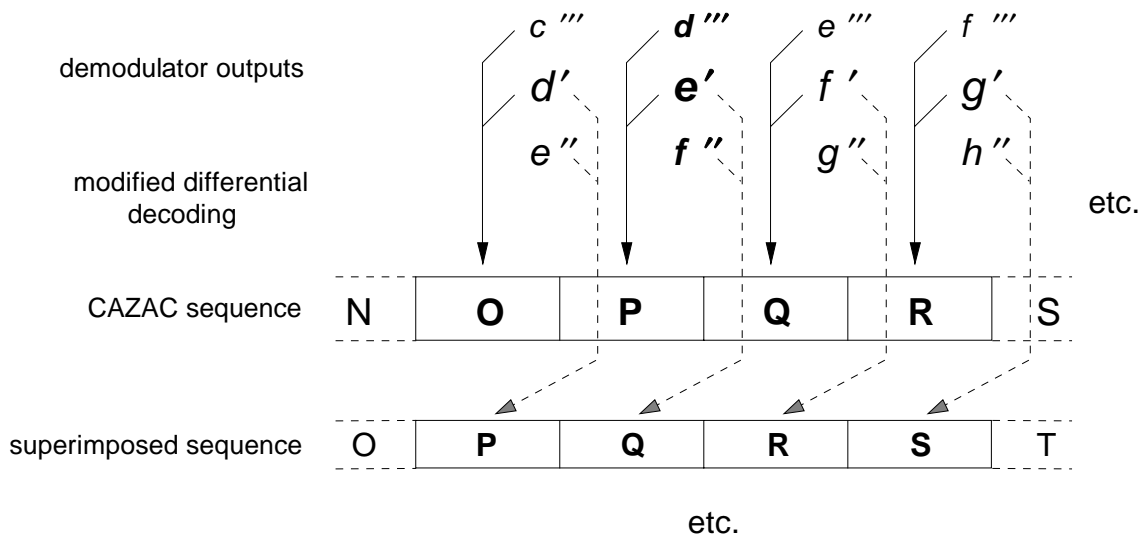 c ′′′ d ′′′ e ′′′ f ′′′
demodulator outputs
d′ e′ f ′ g′
e ′′ f ′′ g ′′ h ′′
modified differential
decoding
etc.
CAZAC sequence N O P Q R S
superimposed sequence O P Q R S T
etc.